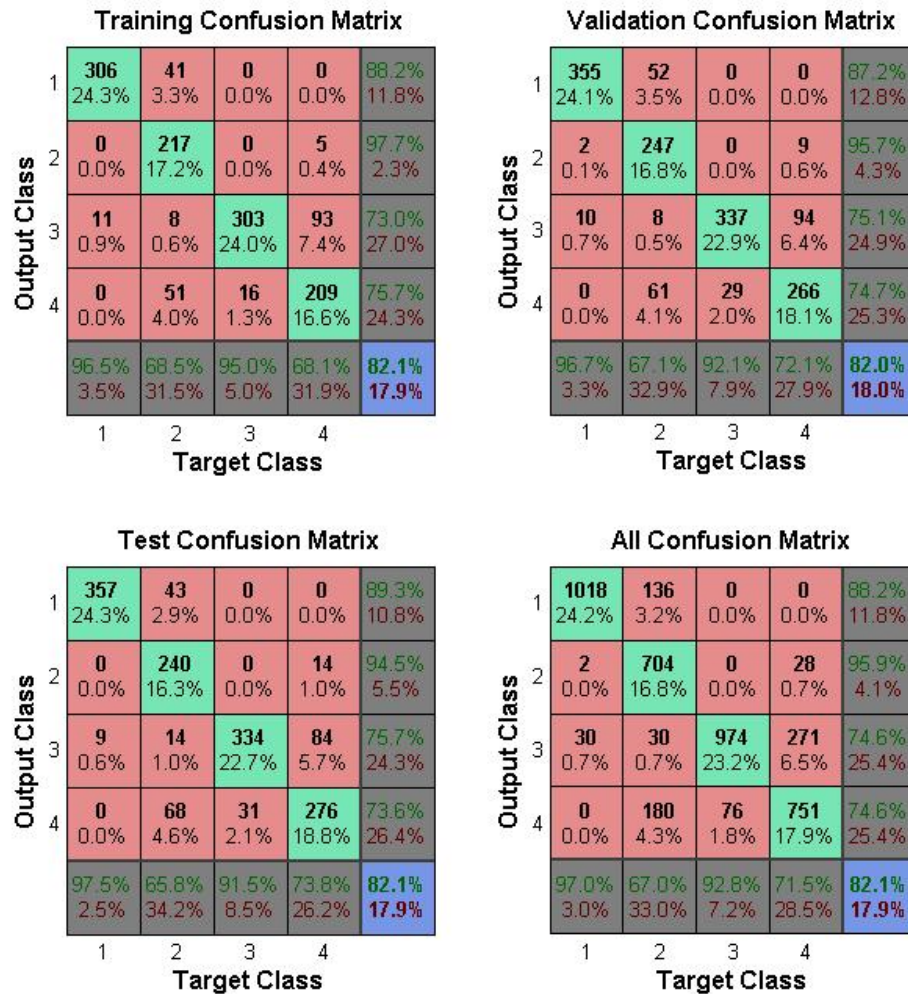 Training Confusion Matrix
Output Class
1
306 41 0 0 88.2%
24.3% 3.3% 0.0% 0.0% 11.8%
2
0 217 0 5 97.7%
0.0% 17.2% 0.0% 0.4% 2.3%
3
11 8 303 93 73.0%
0.9% 0.6% 24.0% 7.4% 27.0%
4
0 51 16 209 75.7%
0.0% 4.0% 1.3% 16.6% 24.3%
96.5% 68.5% 95.0% 68.1% 82.1%
3.5% 31.5% 5.0% 31.9% 17.9%
1 2 3 4
Target Class
Validation Confusion Matrix
Output Class
1
355 52 0 0 87.2%
24.1% 3.5% 0.0% 0.0% 12.8%
2
2 247 0 9 95.7%
0.1% 16.8% 0.0% 0.6% 4.3%
3
10 8 337 94 75.1%
0.7% 0.5% 22.9% 6.4% 24.9%
4
0 61 29 266 74.7%
0.0% 4.1% 2.0% 18.1% 25.3%
96.7% 67.1% 92.1% 72.1% 82.0%
3.3% 32.9% 7.9% 27.9% 18.0%
1 2 3 4
Target Class
Test Confusion Matrix
Output Class
1
357 43 0 0 89.3%
24.3% 2.9% 0.0% 0.0% 10.8%
2
0 240 0 14 94.5%
0.0% 16.3% 0.0% 1.0% 5.5%
3
9 14 334 84 75.7%
0.6% 1.0% 22.7% 5.7% 24.3%
4
0 68 31 276 73.6%
0.0% 4.6% 2.1% 18.8% 26.4%
97.5% 65.8% 91.5% 73.8% 82.1%
2.5% 34.2% 8.5% 26.2% 17.9%
1 2 3 4
Target Class
All Confusion Matrix
Output Class
1
1018 136 0 0 88.2%
24.2% 3.2% 0.0% 0.0% 11.8%
2
2 704 0 28 95.9%
0.0% 16.8% 0.0% 0.7% 4.1%
3
30 30 974 271 74.6%
0.7% 0.7% 23.2% 6.5% 25.4%
4
0 180 76 751 74.6%
0.0% 4.3% 1.8% 17.9% 25.4%
97.0% 67.0% 92.8% 71.5% 82.1%
3.0% 33.0% 7.2% 28.5% 17.9%
1 2 3 4
Target Class